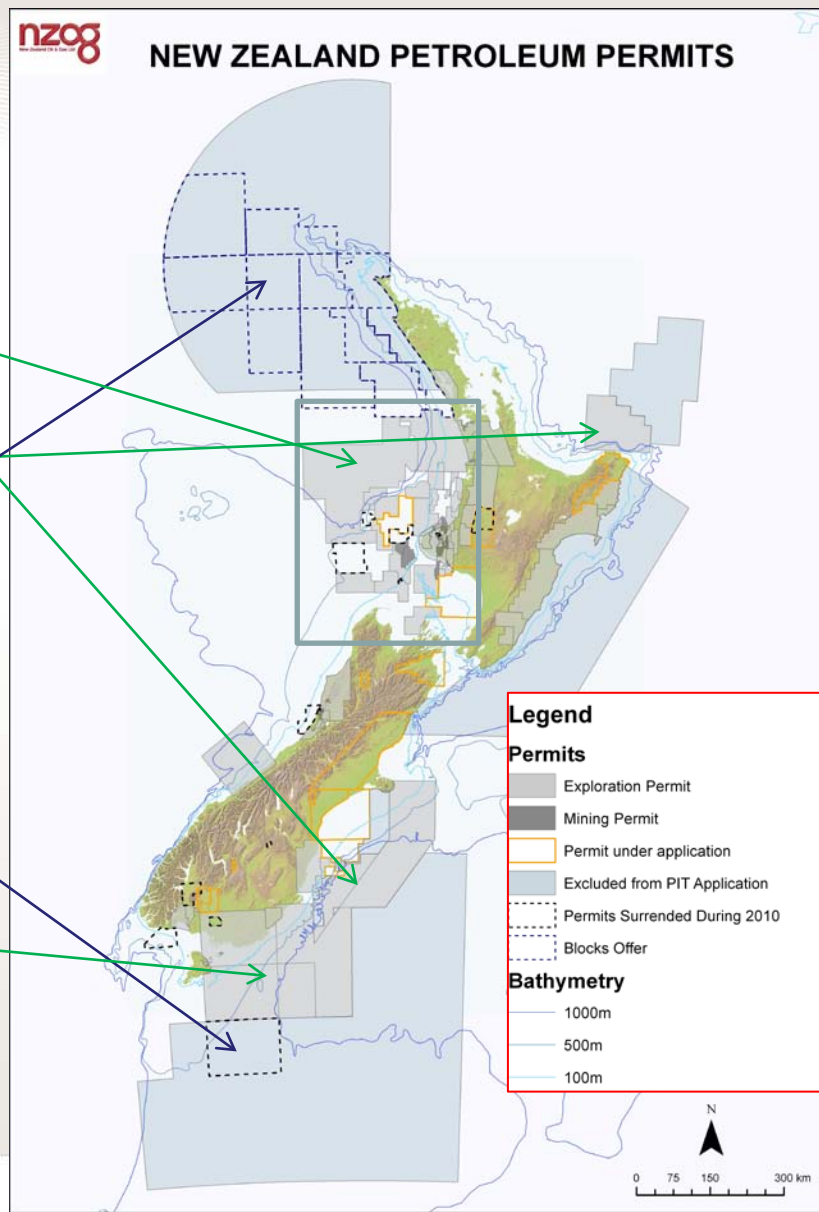 nzog
New Zealand Oil & Gas Ltd
NEW ZEALAND PETROLEUM PERMITS
Legend
Permits
Exploration Permit
Mining Permit
Permit under application
Excluded from PIT Application
Permits Surrended During 2010
Blocks Offer
Bathymetry
1000m
500m
100m
N
0 75 150 300 km